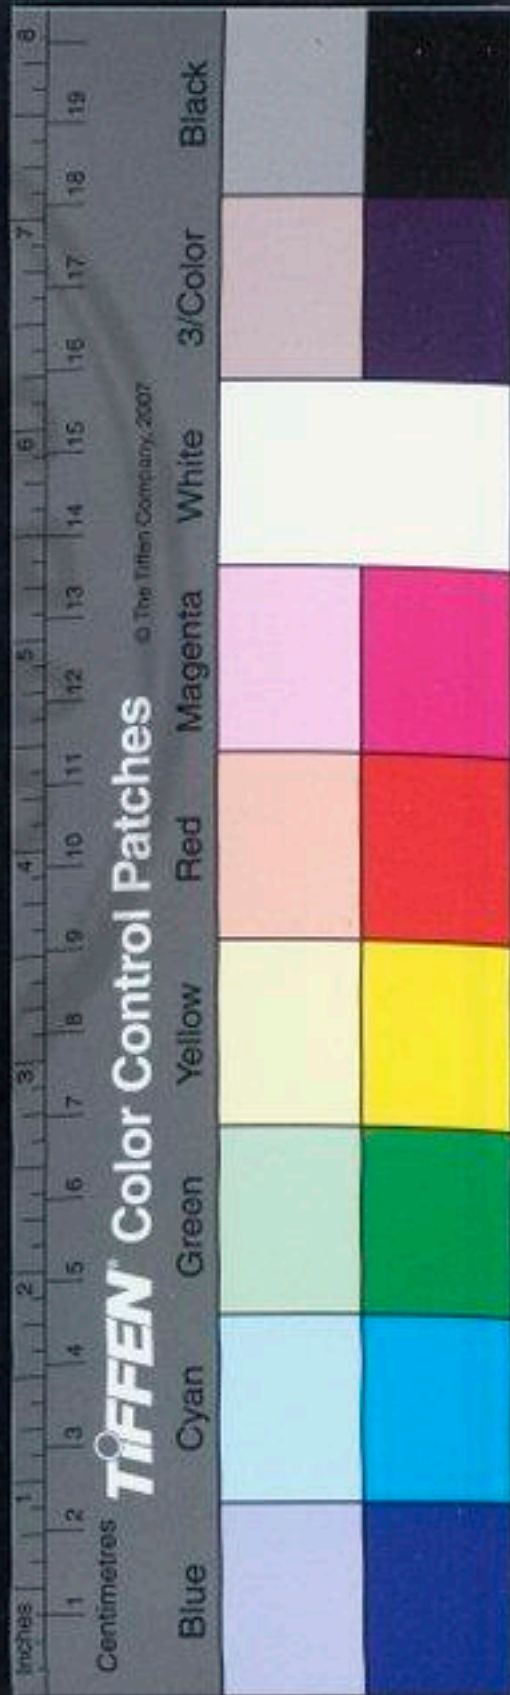 Inches 1 2 3 4 5 6 7 8
Centimetres 1 2 3 4 5 6 7 8 9 10 11 12 13 14 15 16 17 18 19
TIFFEN® Color Control Patches © The Tiffen Company, 2007
Blue Cyan Green Yellow Red Magenta White 3/Color Black